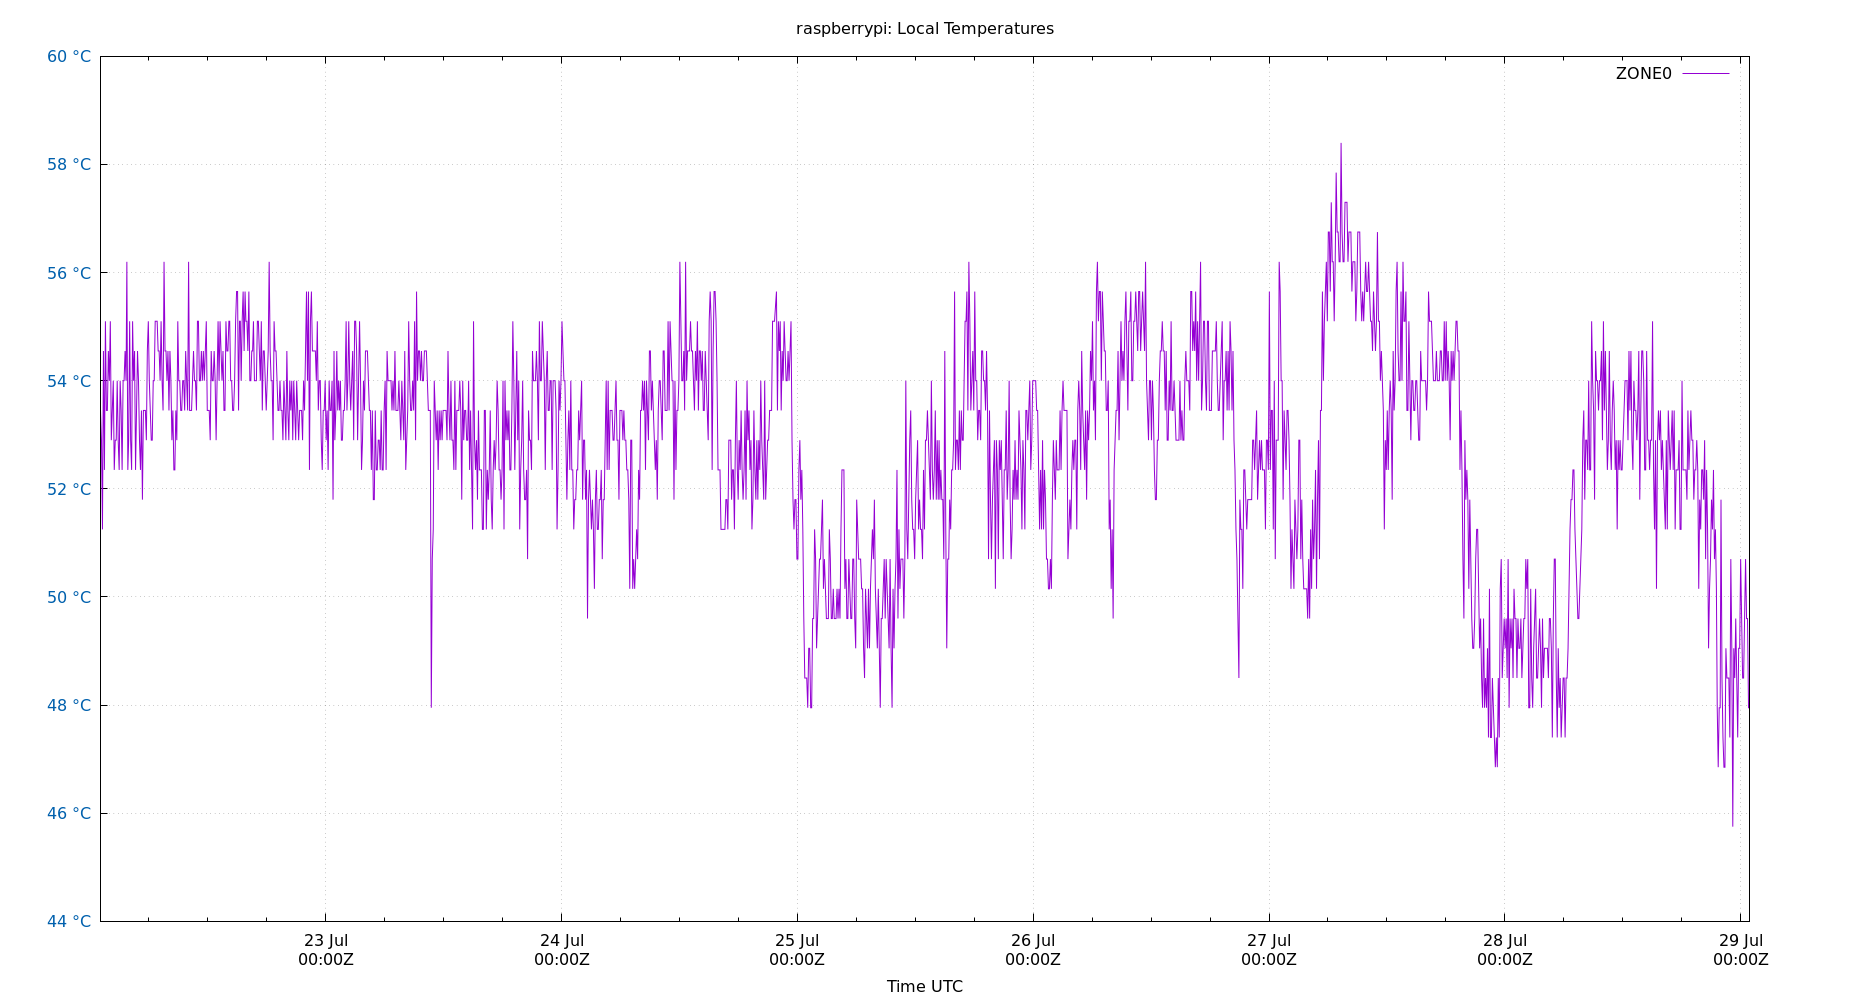 raspberrypi: Local Temperatures
60 °C
ZONE0
58 °C
56 °C
54 °C
52 °C
50 °C
48 °C
46 °C
44 °C
23 Jul 24 Jul 25 Jul 26 Jul 27 Jul 28 Jul 29 Jul
00:00Z 00:00Z 00:00Z 00:00Z 00:00Z 00:00Z 00:00Z
Time UTC